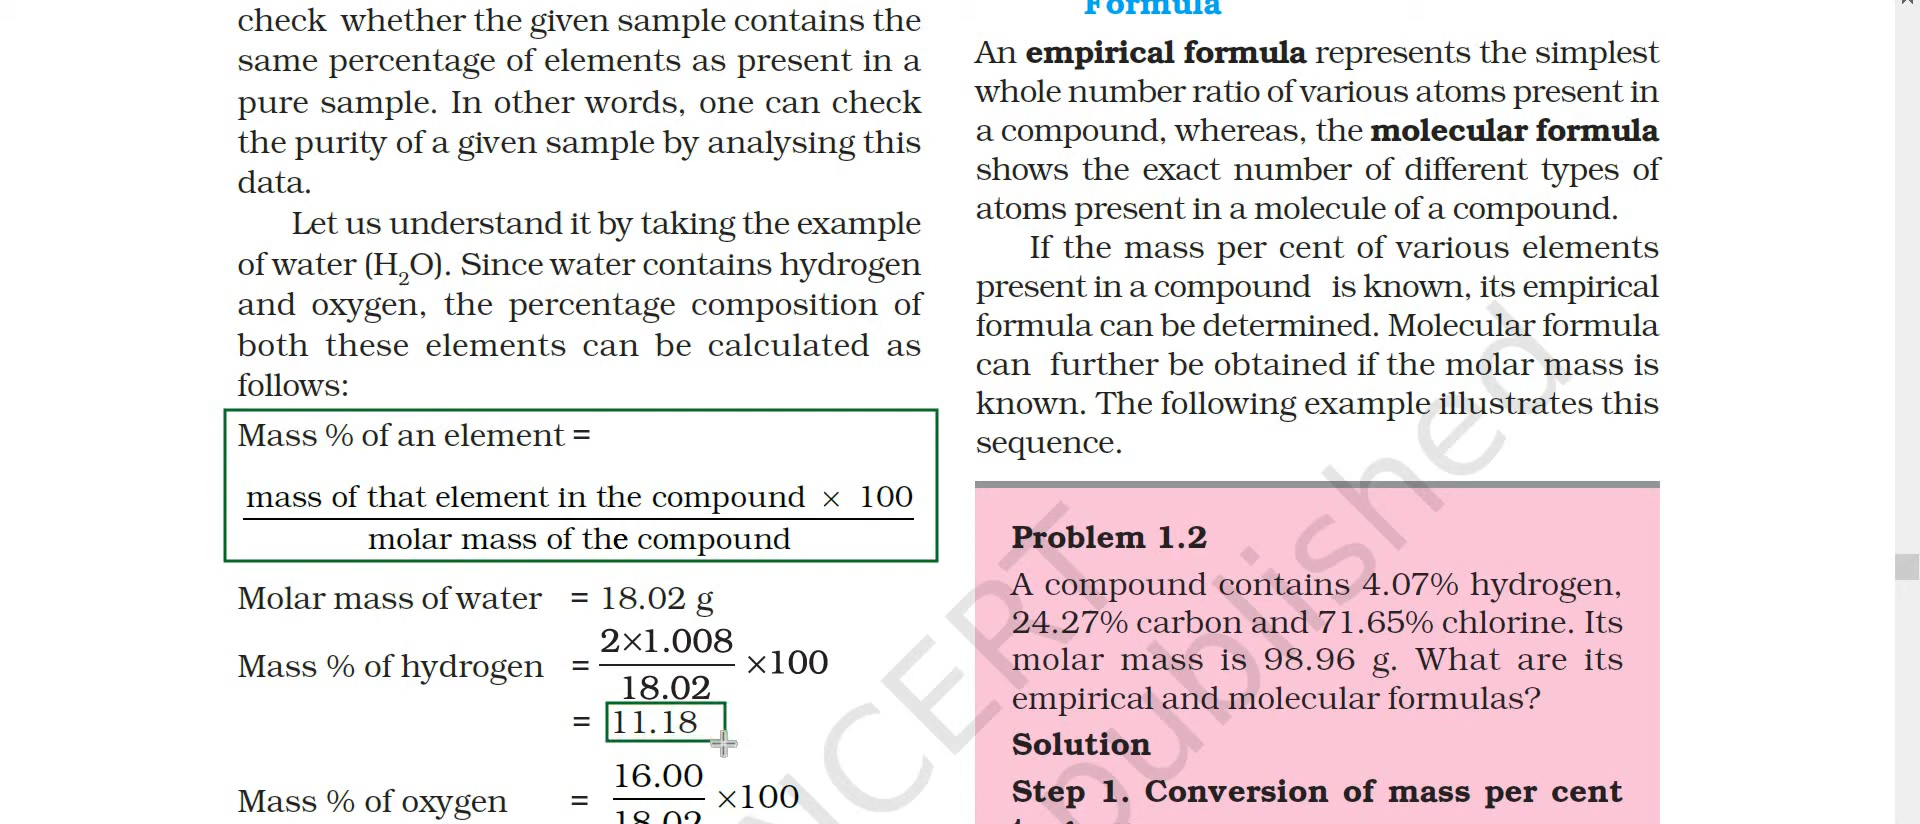 check whether the given sample contains the
same percentage of elements as present in a
pure sample. In other words, one can check
the purity of a given sample by analysing this
data.
Let us understand it by taking the example
of water (H₂O). Since water contains hydrogen
and oxygen, the percentage composition of
both these elements can be calculated as
follows:
Mass % of an element =
mass of that element in the compound × 100
molar mass of the compound
Molar mass of water = 18.02 g
2×1.008
Mass % of hydrogen = ×100
18.02
= 11.18
16.00
Mass % of oxygen = ×100
18.02
Formula
An empirical formula represents the simplest
whole number ratio of various atoms present in
a compound, whereas, the molecular formula
shows the exact number of different types of
atoms present in a molecule of a compound.
If the mass per cent of various elements
present in a compound is known, its empirical
formula can be determined. Molecular formula
can further be obtained if the molar mass is
known. The following example illustrates this
sequence.
Problem 1.2
A compound contains 4.07% hydrogen,
24.27% carbon and 71.65% chlorine. Its
molar mass is 98.96 g. What are its
empirical and molecular formulas?
Solution
Step 1. Conversion of mass per cent
NCERT
published